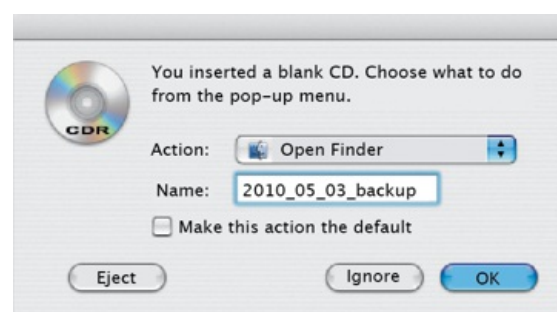 You inserted a blank CD. Choose what to do
from the pop-up menu.
CDR
Action: Open Finder
Name: 2010_05_03_backup
Make this action the default
Eject Ignore OK